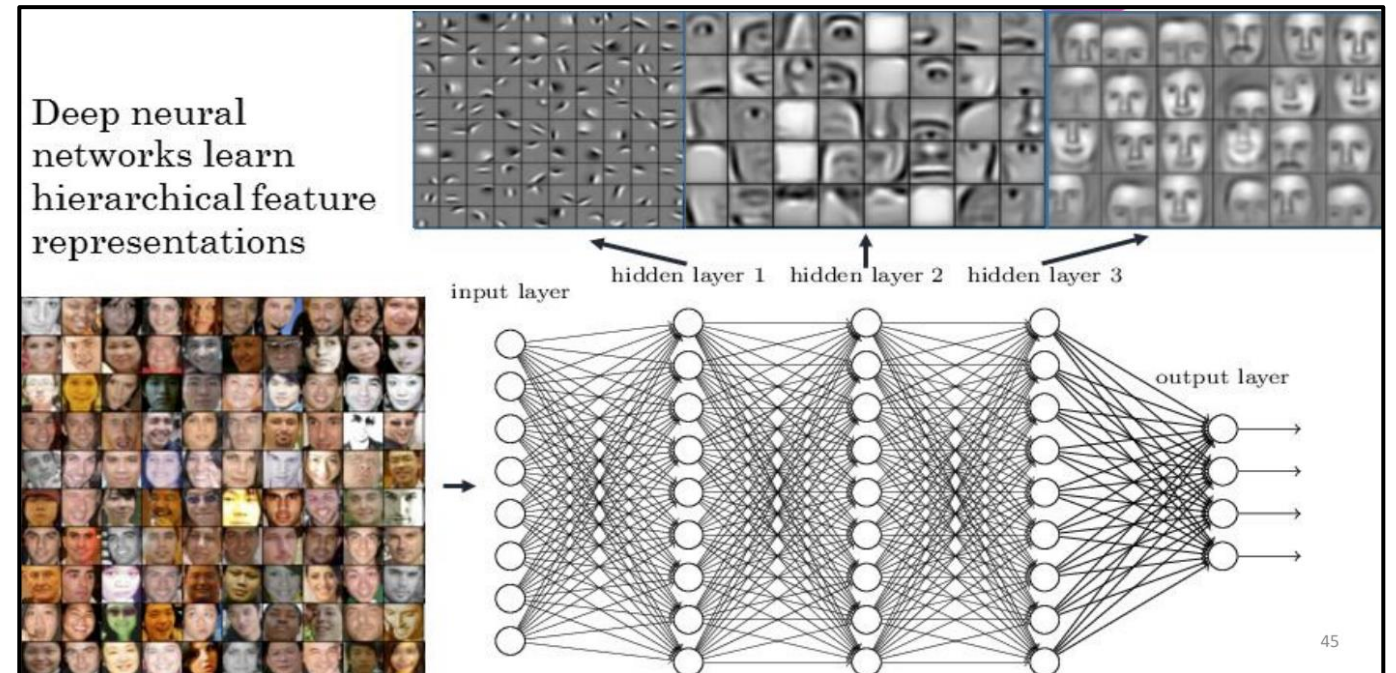 Deep neural
networks learn
hierarchical feature
representations
hidden layer 1 hidden layer 2 hidden layer 3
input layer
output layer
45